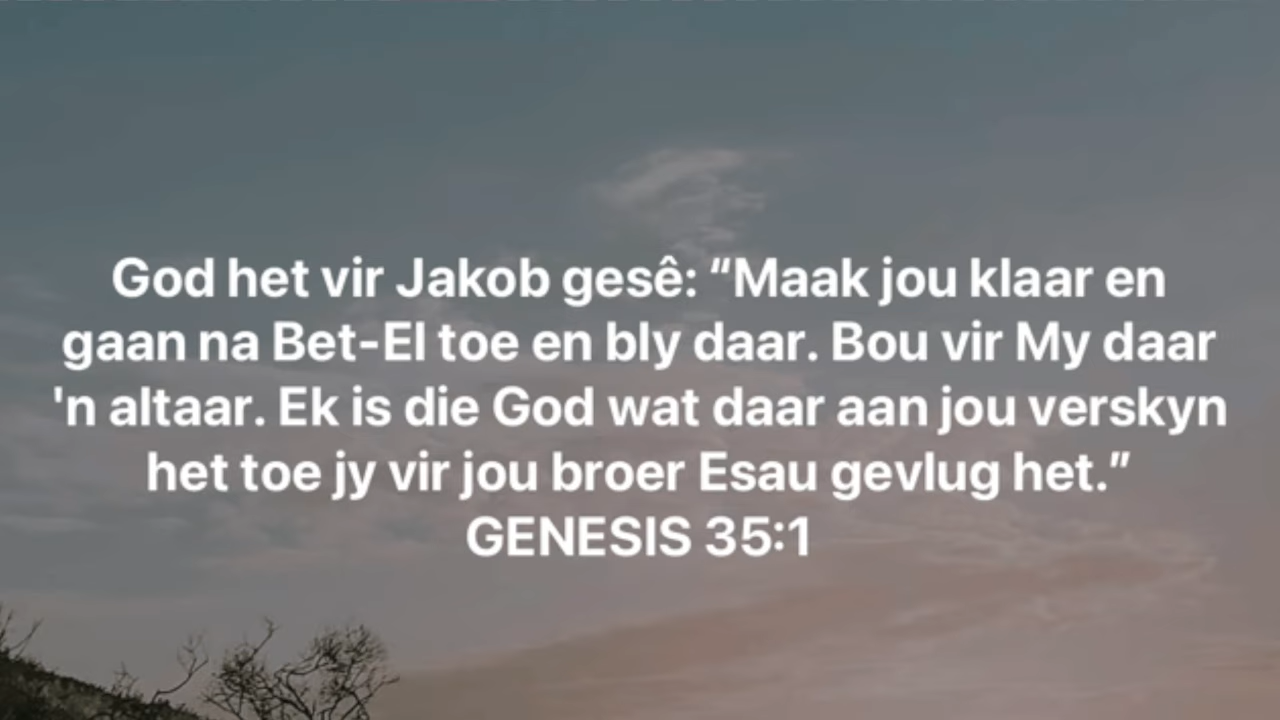 God het vir Jakob gesê: “Maak jou klaar en
gaan na Bet-El toe en bly daar. Bou vir My daar
'n altaar. Ek is die God wat daar aan jou verskyn
het toe jy vir jou broer Esau gevlug het.”
GENESIS 35:1